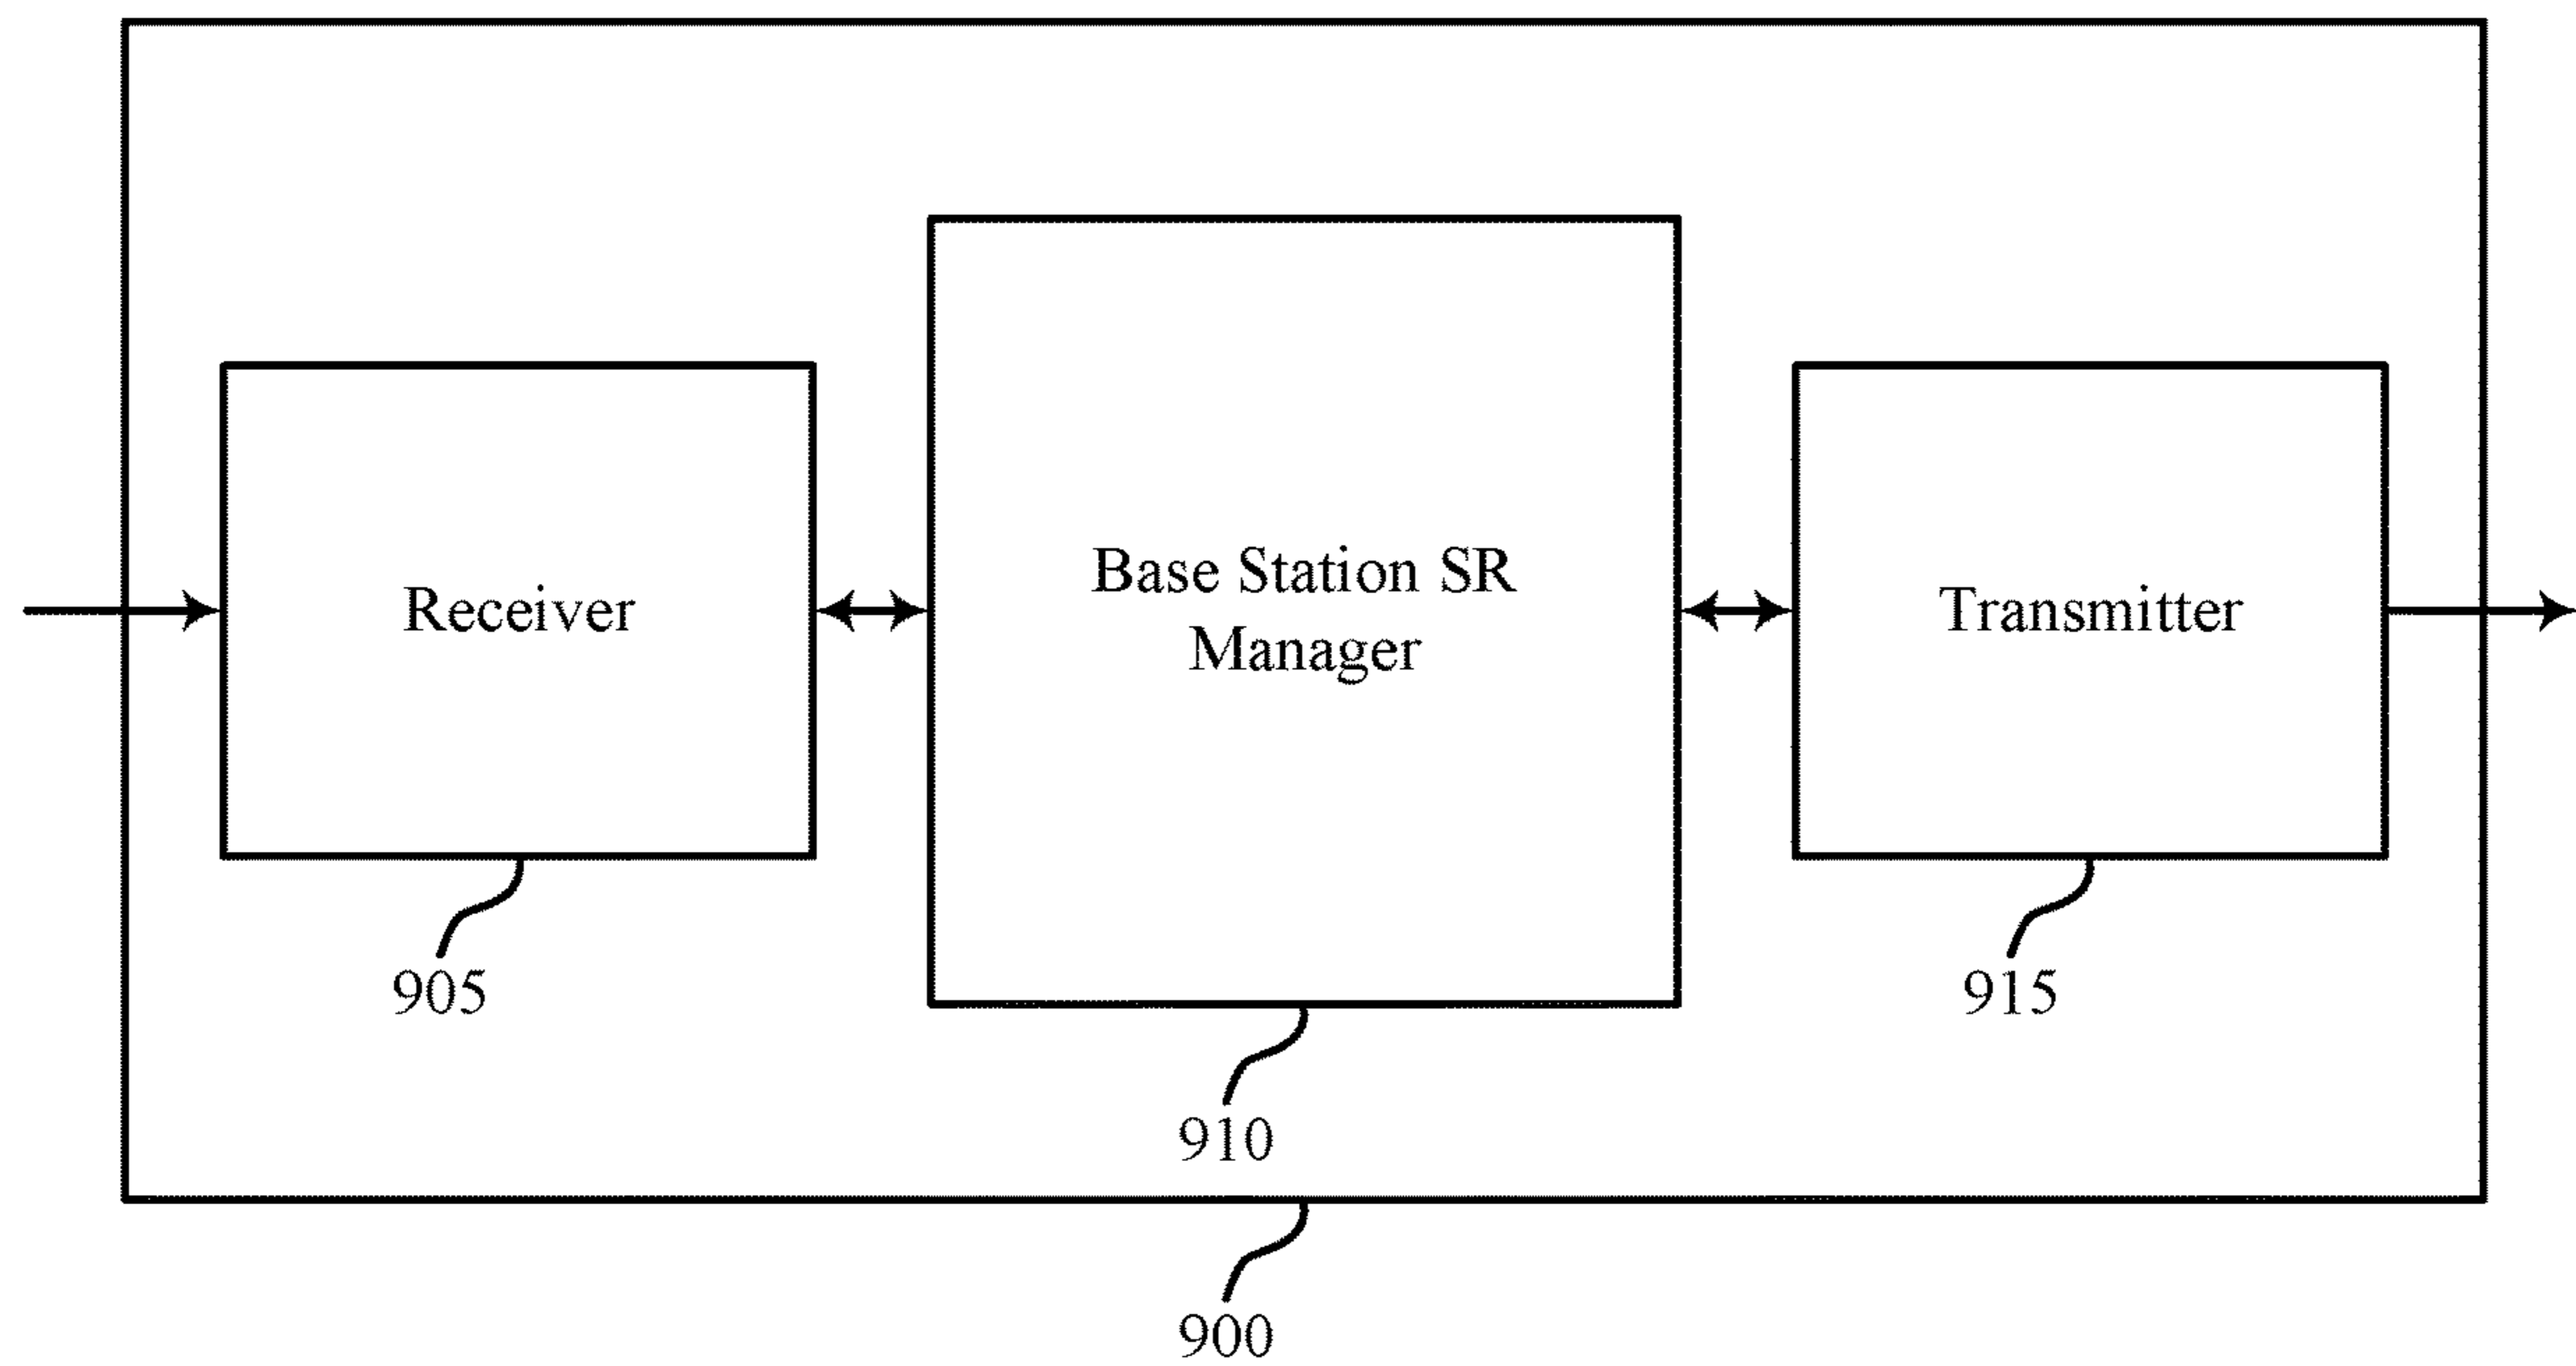 Receiver
Base Station SR
Manager
Transmitter
905
915
910
900